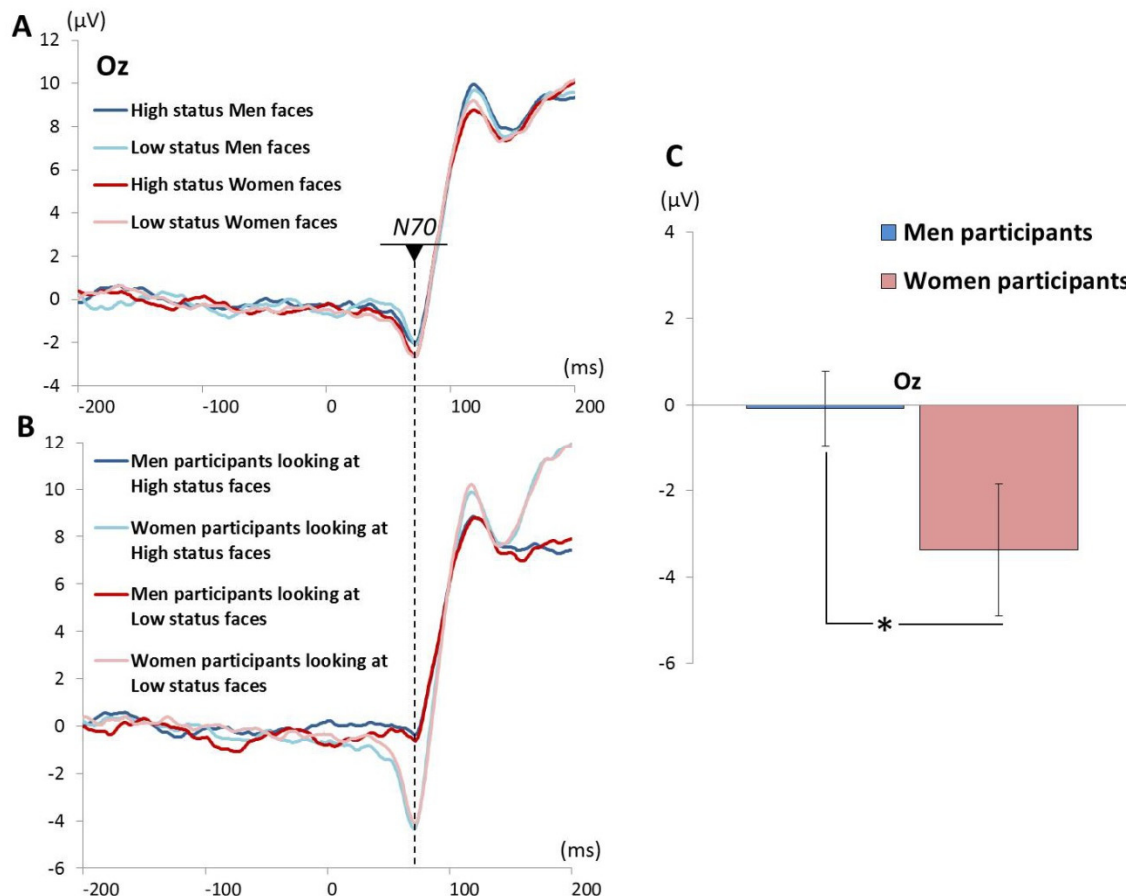 A
(µV)
12
10
8
6
4
2
0
-2
-4
Oz
High status Men faces
Low status Men faces
High status Women faces
Low status Women faces
N70
(ms)
-200
-100
0
100
200
B
12
10
8
6
4
2
0
-2
-4
-6
Men participants looking at
High status faces
Women participants looking at
High status faces
Men participants looking at
Low status faces
Women participants looking at
Low status faces
(ms)
-200
-100
0
100
200
C
(µV)
Men participants
Women participants
4
2
0
-2
-4
-6
Oz
*